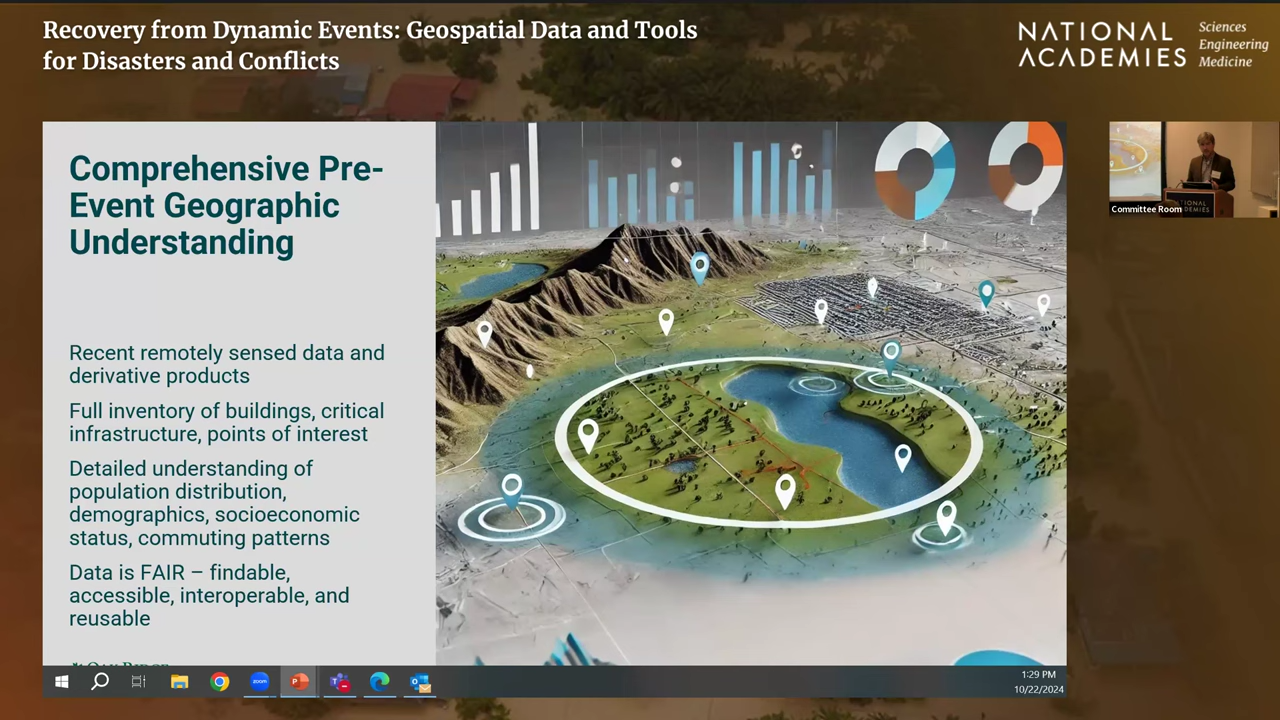 Recovery from Dynamic Events: Geospatial Data and Tools
for Disasters and Conflicts
NATIONAL
ACADEMIES
Sciences
Engineering
Medicine
Comprehensive Pre-
Event Geographic
Understanding
Recent remotely sensed data and
derivative products
Full inventory of buildings, critical
infrastructure, points of interest
Detailed understanding of
population distribution,
demographics, socioeconomic
status, commuting patterns
Data is FAIR – findable,
accessible, interoperable, and
reusable
Committee Room
zoom
1:29 PM
10/22/2024